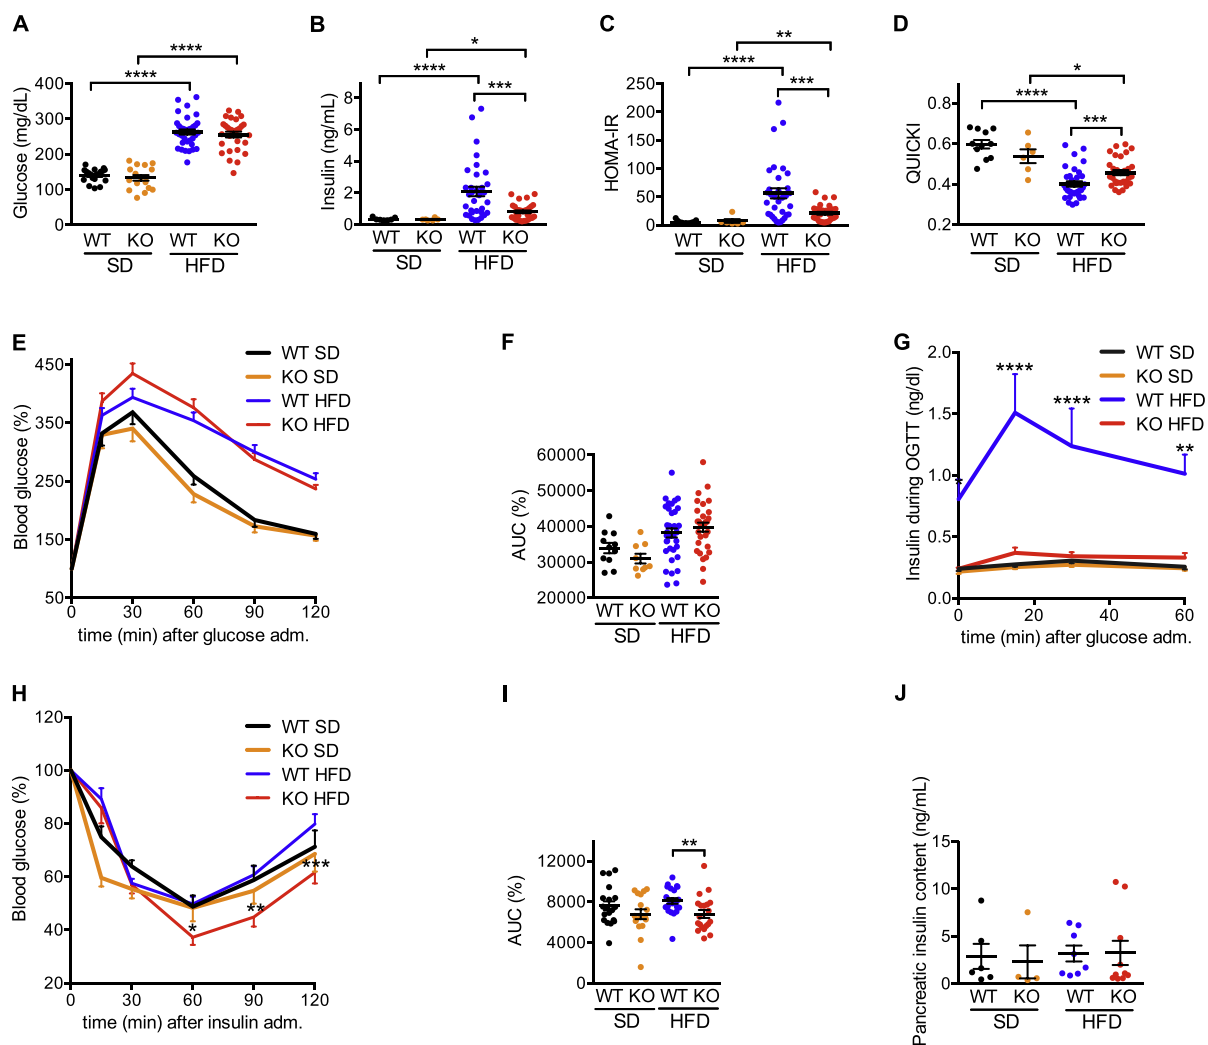 A
****
****
Glucose (mg/dL)
400
300
200
100
0
WT KO WT KO
SD HFD
B
*
****
***
Insulin (ng/mL)
8
6
4
2
0
WT KO WT KO
SD HFD
C
**
****
***
HOMA-IR
250
200
150
100
50
0
WT KO WT KO
SD HFD
D
*
****
***
QUICKI
0.8
0.6
0.4
0.2
WT KO WT KO
SD HFD
E
WT SD
KO SD
WT HFD
KO HFD
Blood glucose (%)
450
350
250
150
50
0 30 60 90 120
time (min) after glucose adm.
F
AUC (%)
60000
50000
40000
30000
20000
WT KO WT KO
SD HFD
G
WT SD
KO SD
WT HFD
KO HFD
****
****
**
Insulin during OGTT (ng/dl)
2.0
1.5
1.0
0.5
0.0
0 20 40 60
time (min) after glucose adm.
H
WT SD
KO SD
WT HFD
KO HFD
Blood glucose (%)
120
100
80
60
40
20
***
**
*
0 30 60 90 120
time (min) after insulin adm.
I
**
AUC (%)
12000
8000
4000
0
WT KO WT KO
SD HFD
J
Pancreatic insulin content (ng/mL)
15
10
5
0
WT KO WT KO
SD HFD